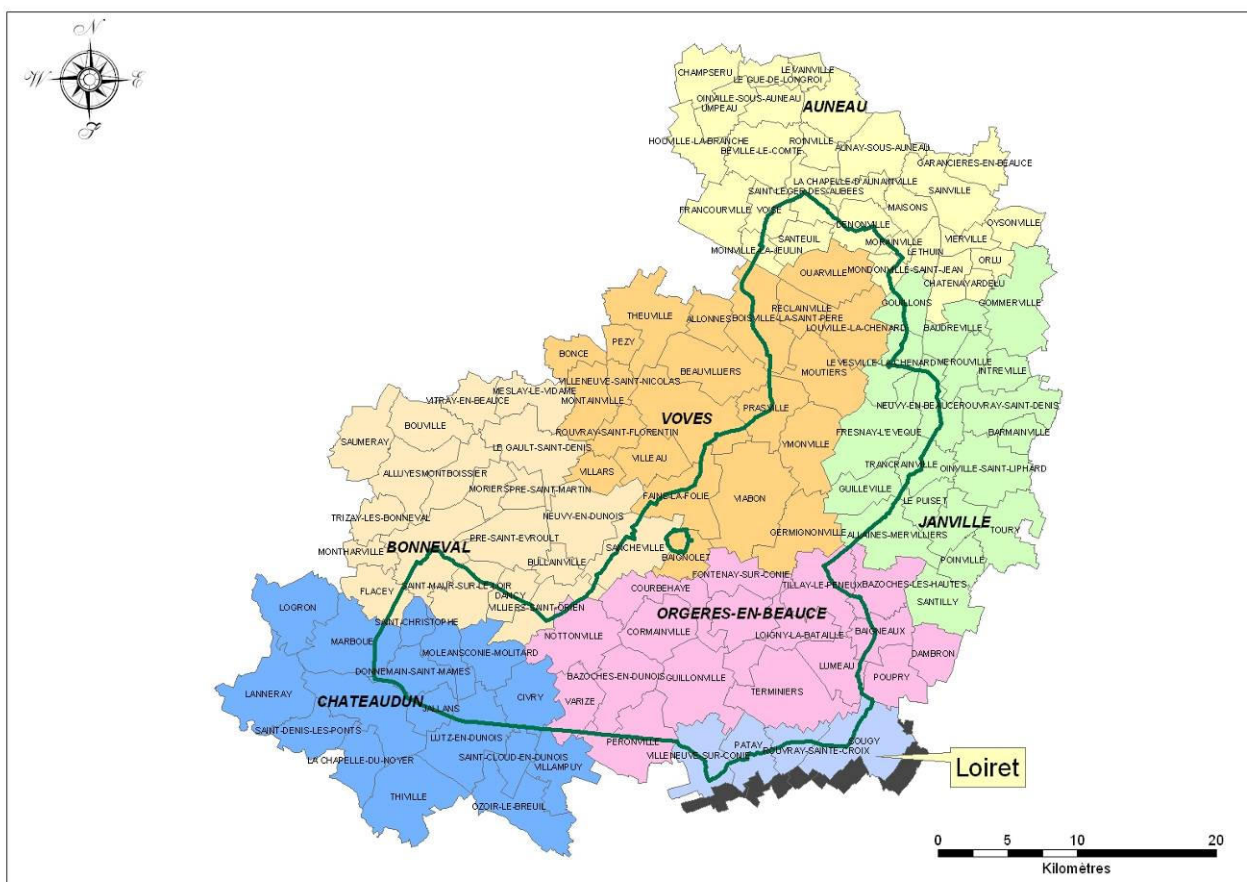 N
W
E
S
CHAMPSERU
LEVAINVILLE
LE GUE-DE-LONGROI
OINVILLE-SOUS-AUNEAU
UMPEAU
AUNEAU
HOUVILLE-LA-BRANCHE
ROINVILLE
BEVILLE-LE-COMTE
AUNAY-SOUS-AUNEAU
GARANCIERES-EN-BEAUCE
LA CHAPELLE-D'AUNAINVILLE
SAINT-LEGER-DES-AUBEES
SAINVILLE
FRANCOURVILLE
VOISE
MAISONS
OYSONVILLE
DENONVILLE
SANTEUIL
MORAINVILLE
VIERVILLE
MOINVILLE-LA-JEULIN
LETHUIN
ORLU
OUARVILLE
MONDONVILLE-SAINT-JEAN
CHATENAY
ARDELU
GOUILLONS
GOMMERVILLE
RECLAINVILLE
THEUVILLE
ALLONNES
BOISVILLE-LA-SAINT-PERE
LOUVILLE-LA-CHENARD
BAUDREVILLE
PEZY
BONCE
LEVESVILLE-LA-CHENARD
MEROUVILLE
BEAUVILLIERS
MOUTIERS
INTREVILLE
VILLENEUVE-SAINT-NICOLAS
MESLAY-LE-VIDAME
VITRAY-EN-BEAUCE
MONTAINVILLE
PRASVILLE
NEUVY-EN-BEAUCE
ROUVRAY-SAINT-DENIS
BOUVILLE
VOVES
ROUVRAY-SAINT-FLORENTIN
FRESNAY-L'EVEQUE
BARMAINVILLE
SAUMERAY
LE GAULT-SAINT-DENIS
YMONVILLE
VILLEAU
ALLUYES
MONTBOISSIER
VILLARS
TRANCRAINVILLE
OINVILLE-SAINT-LIPHARD
MORIERS
PRE-SAINT-MARTIN
GUILLEVILLE
FAINS-LA-FOLIE
VIABON
LE PUISET
TRIZAY-LES-BONNEVAL
NEUVY-EN-DUNOIS
JANVILLE
GERMIGNONVILLE
ALLAINES-MERVILLIERS
TOURY
PRE-SAINT-EVROULT
MONTHARVILLE
BONNEVAL
SANCHEVILLE
BAIGNOLET
POINVILLE
BULLAINVILLE
FONTENAY-SUR-CONIE
TILLAY-LE-PENEUX
BAZOCHES-LES-HAUTES
FLACEY
SAINT-MAUR-SUR-LE-LOIR
DANCY
COURBEHAYE
SANTILLY
LOGRON
VILLIERS-SAINT-ORIEN
ORGERES-EN-BEAUCE
SAINT-CHRISTOPHE
NOTTONVILLE
CORMAINVILLE
LOIGNY-LA-BATAILLE
BAIGNEAUX
MARBOUE
MOLEANS
CONIE-MOLITARD
DAMBRON
DONNEMAIN-SAINT-MAMES
BAZOCHES-EN-DUNOIS
GUILLONVILLE
LUMEAU
POUPRY
LANNERAY
CHATEAUDUN
CIVRY
VARIZE
TERMINIERS
JALLANS
SAINT-DENIS-LES-PONTS
LUTZ-EN-DUNOIS
PERONVILLE
PATAY
SOUGY
SAINT-CLOUD-EN-DUNOIS
VILLENEUVE-SUR-CONIE
ROUVRAY-SAINTE-CROIX
LA CHAPELLE-DU-NOYER
VILLAMPUY
Loiret
THIVILLE
OZOIR-LE-BREUIL
0 5 10 20
Kilomètres